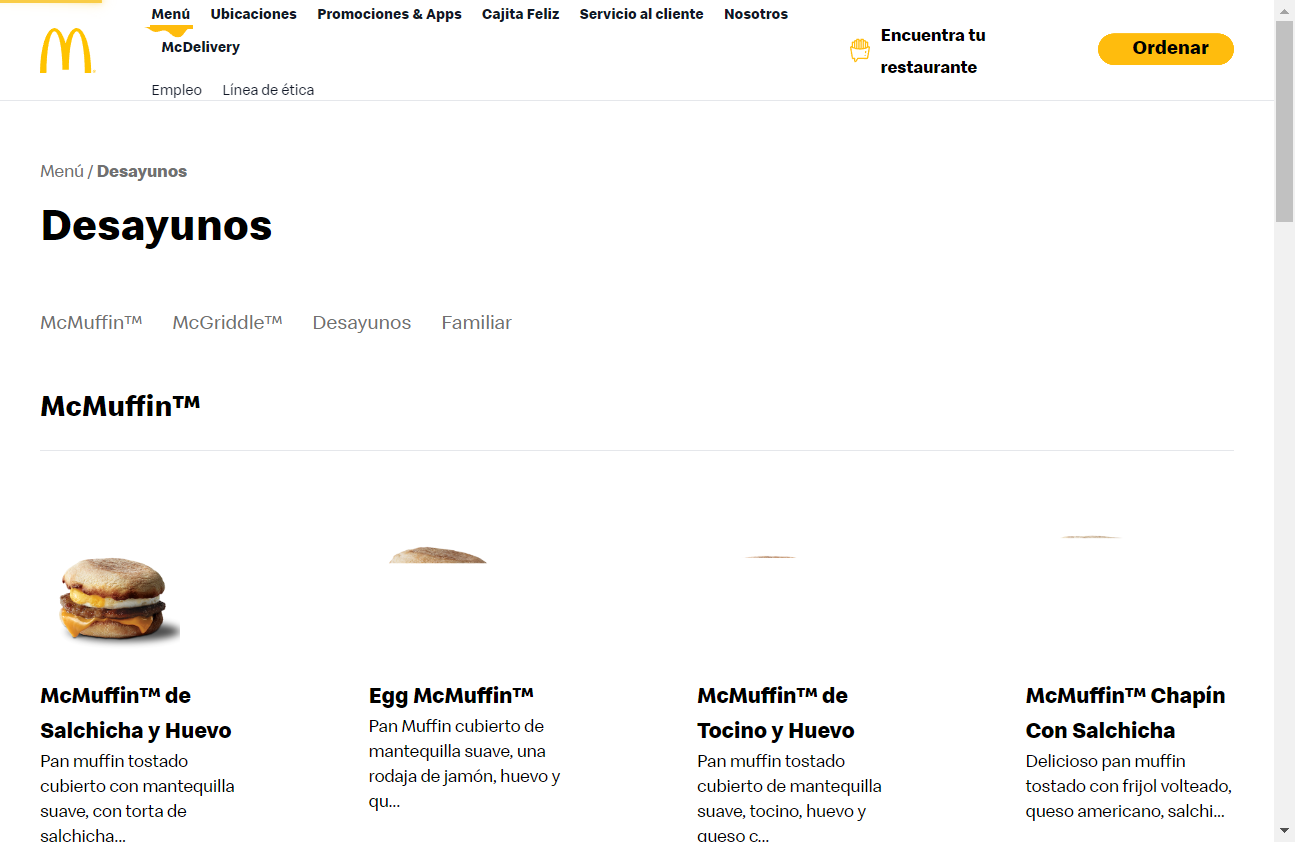 Menú Ubicaciones Promociones & Apps Cajita Feliz Servicio al cliente Nosotros
McDelivery
Empleo Línea de ética
Encuentra tu
restaurante
Ordenar
Menú / Desayunos
Desayunos
McMuffin™ McGriddle™ Desayunos Familiar
McMuffin™
McMuffin™ de
Salchicha y Huevo
Pan muffin tostado
cubierto con mantequilla
suave, con torta de
salchicha...
Egg McMuffin™
Pan Muffin cubierto de
mantequilla suave, una
rodaja de jamón, huevo y
qu...
McMuffin™ de
Tocino y Huevo
Pan muffin tostado
cubierto de mantequilla
suave, tocino, huevo y
queso c...
McMuffin™ Chapín
Con Salchicha
Delicioso pan muffin
tostado con frijol volteado,
queso americano, salchi...